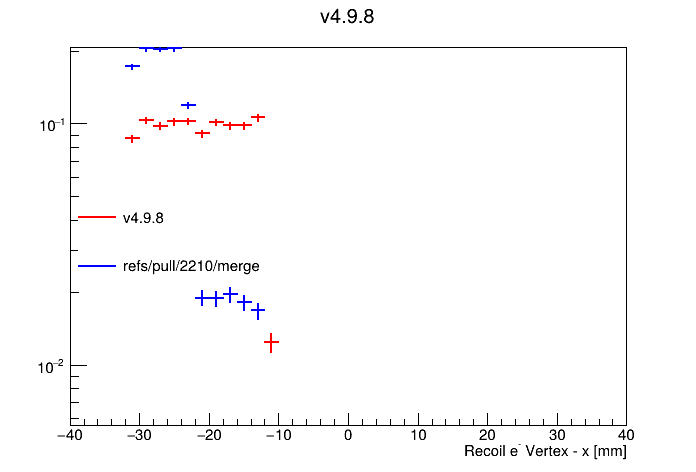 v4.9.8
10⁻¹
v4.9.8
refs/pull/2210/merge
10⁻²
−40 −30 −20 −10 0 10 20 30 40
Recoil e⁻ Vertex - x [mm]